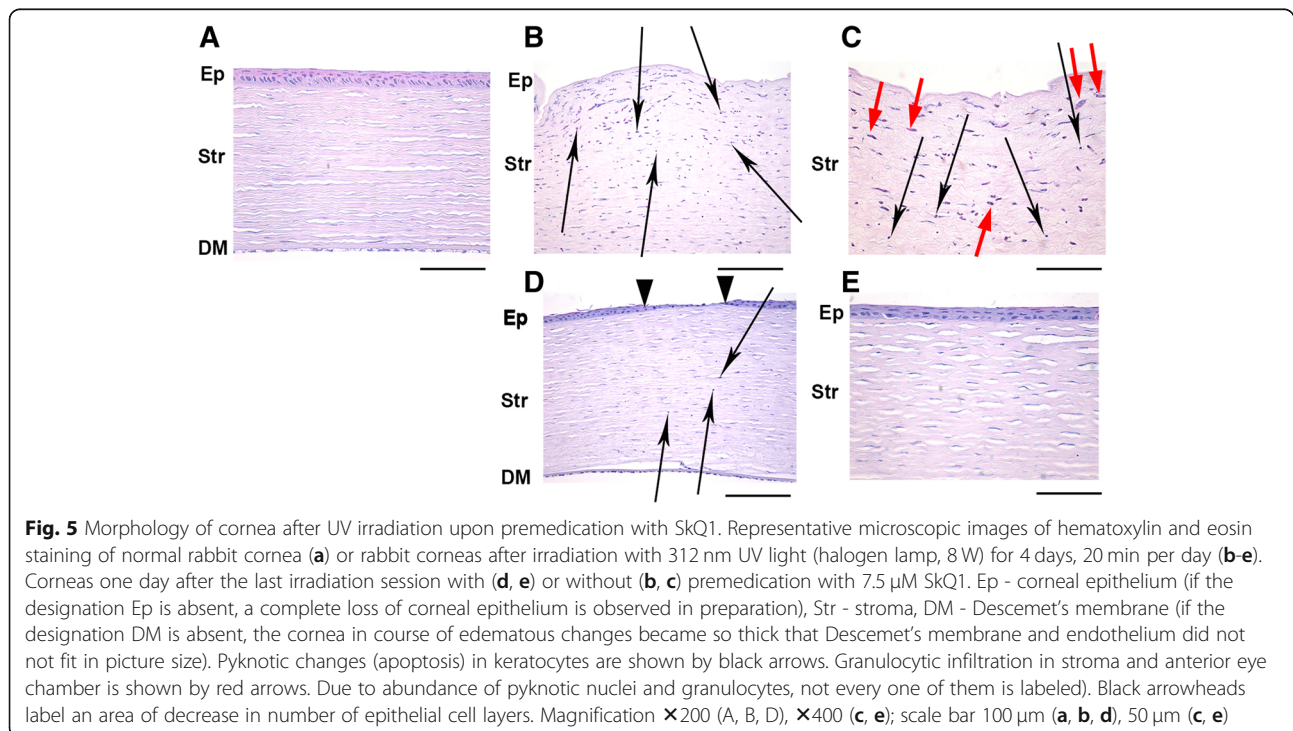 A
B
C
Ep
Str
DM
Ep
Str
Str
D
E
Ep
Str
DM
Ep
Str
Fig. 5 Morphology of cornea after UV irradiation upon premedication with SkQ1. Representative microscopic images of hematoxylin and eosin
staining of normal rabbit cornea (a) or rabbit corneas after irradiation with 312 nm UV light (halogen lamp, 8 W) for 4 days, 20 min per day (b-e).
Corneas one day after the last irradiation session with (d, e) or without (b, c) premedication with 7.5 μM SkQ1. Ep - corneal epithelium (if the
designation Ep is absent, a complete loss of corneal epithelium is observed in preparation), Str - stroma, DM - Descemet's membrane (if the
designation DM is absent, the cornea in course of edematous changes became so thick that Descemet's membrane and endothelium did not
not fit in picture size). Pyknotic changes (apoptosis) in keratocytes are shown by black arrows. Granulocytic infiltration in stroma and anterior eye
chamber is shown by red arrows. Due to abundance of pyknotic nuclei and granulocytes, not every one of them is labeled). Black arrowheads
label an area of decrease in number of epithelial cell layers. Magnification ×200 (A, B, D), ×400 (c, e); scale bar 100 μm (a, b, d), 50 μm (c, e)